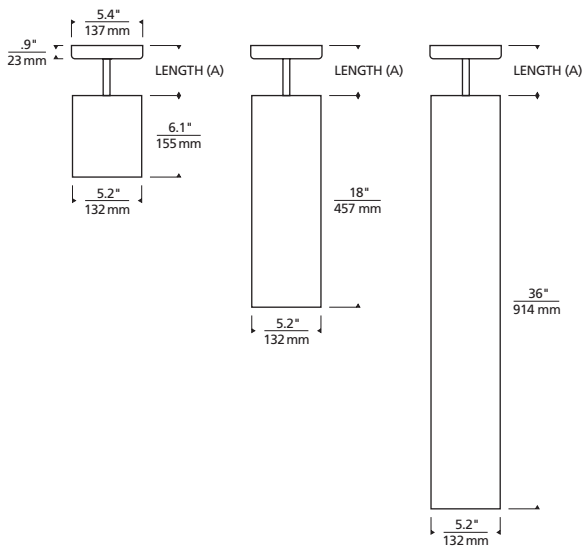 5.4"
137 mm
.9"
23 mm
LENGTH (A)
6.1"
155 mm
5.2"
132 mm
LENGTH (A)
18"
457 mm
5.2"
132 mm
LENGTH (A)
36"
914 mm
5.2"
132 mm